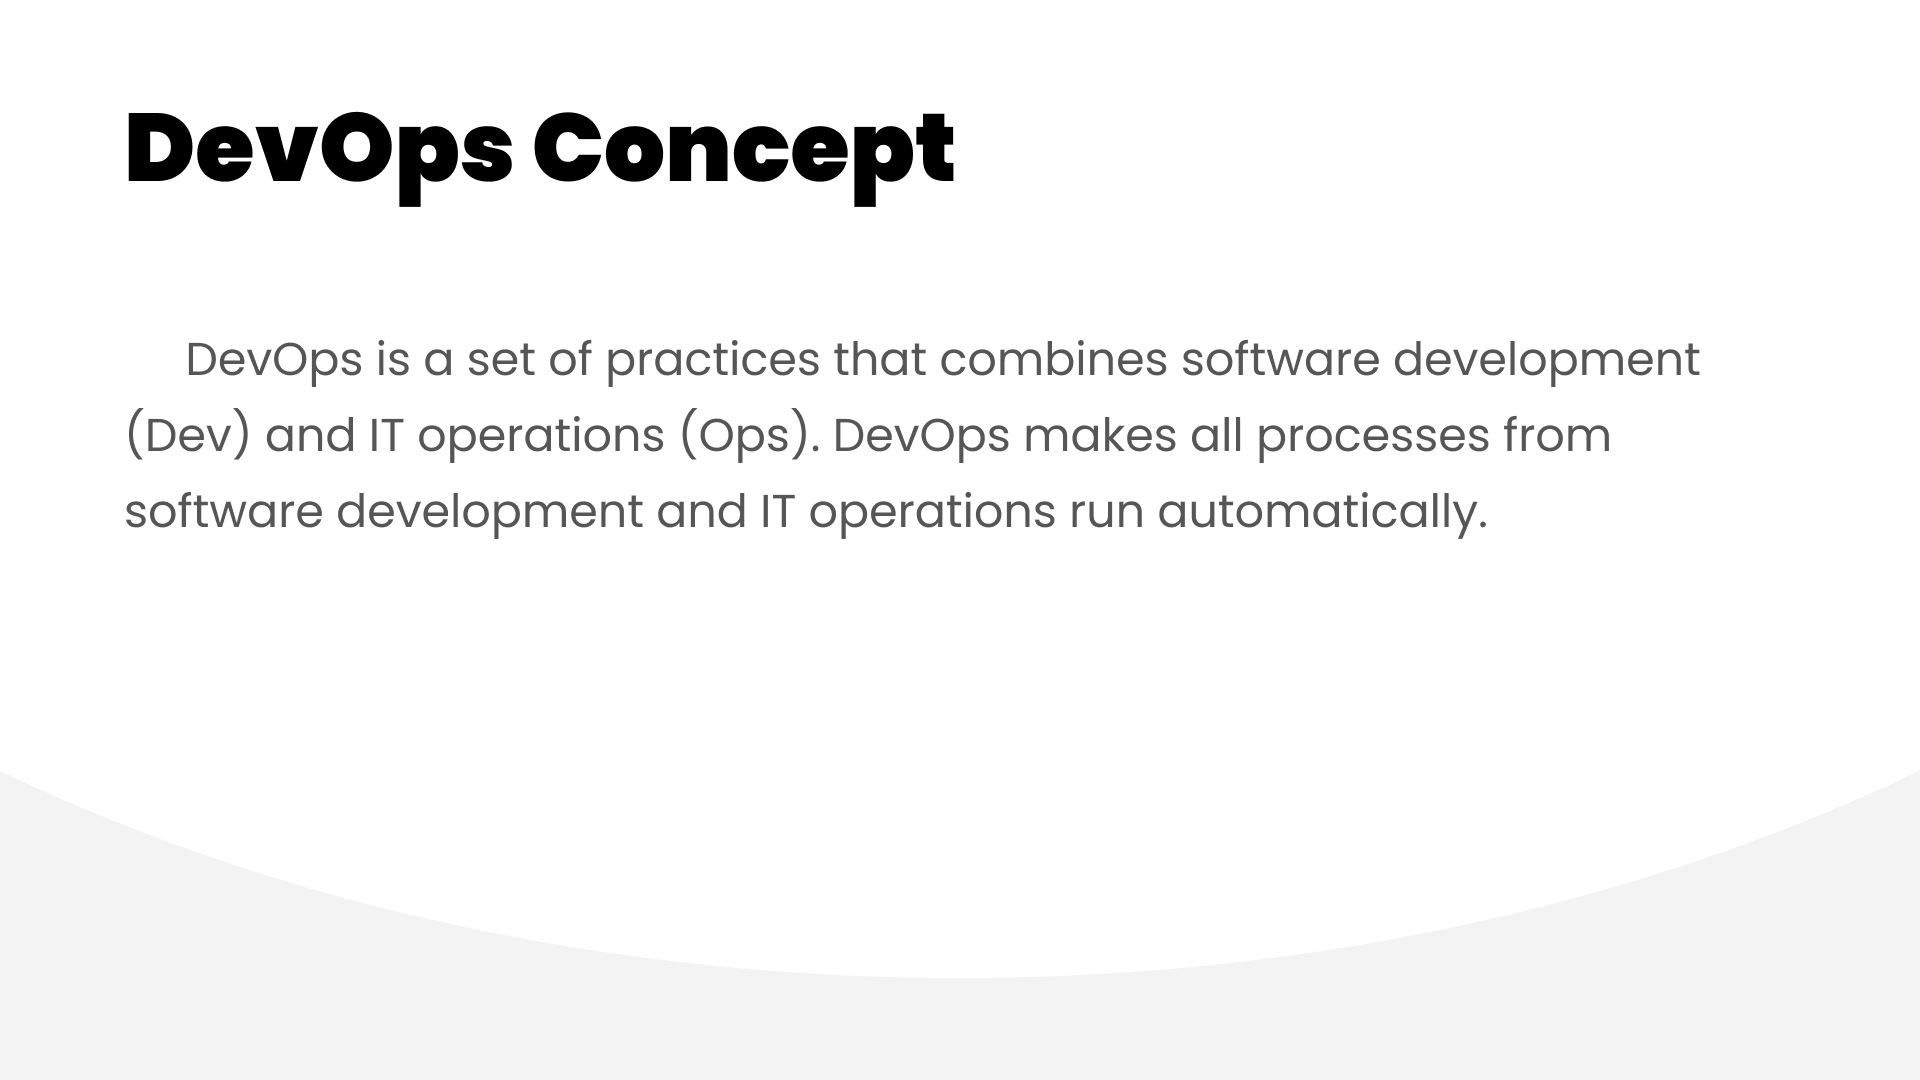 DevOps Concept
DevOps is a set of practices that combines software development
(Dev) and IT operations (Ops). DevOps makes all processes from
software development and IT operations run automatically.